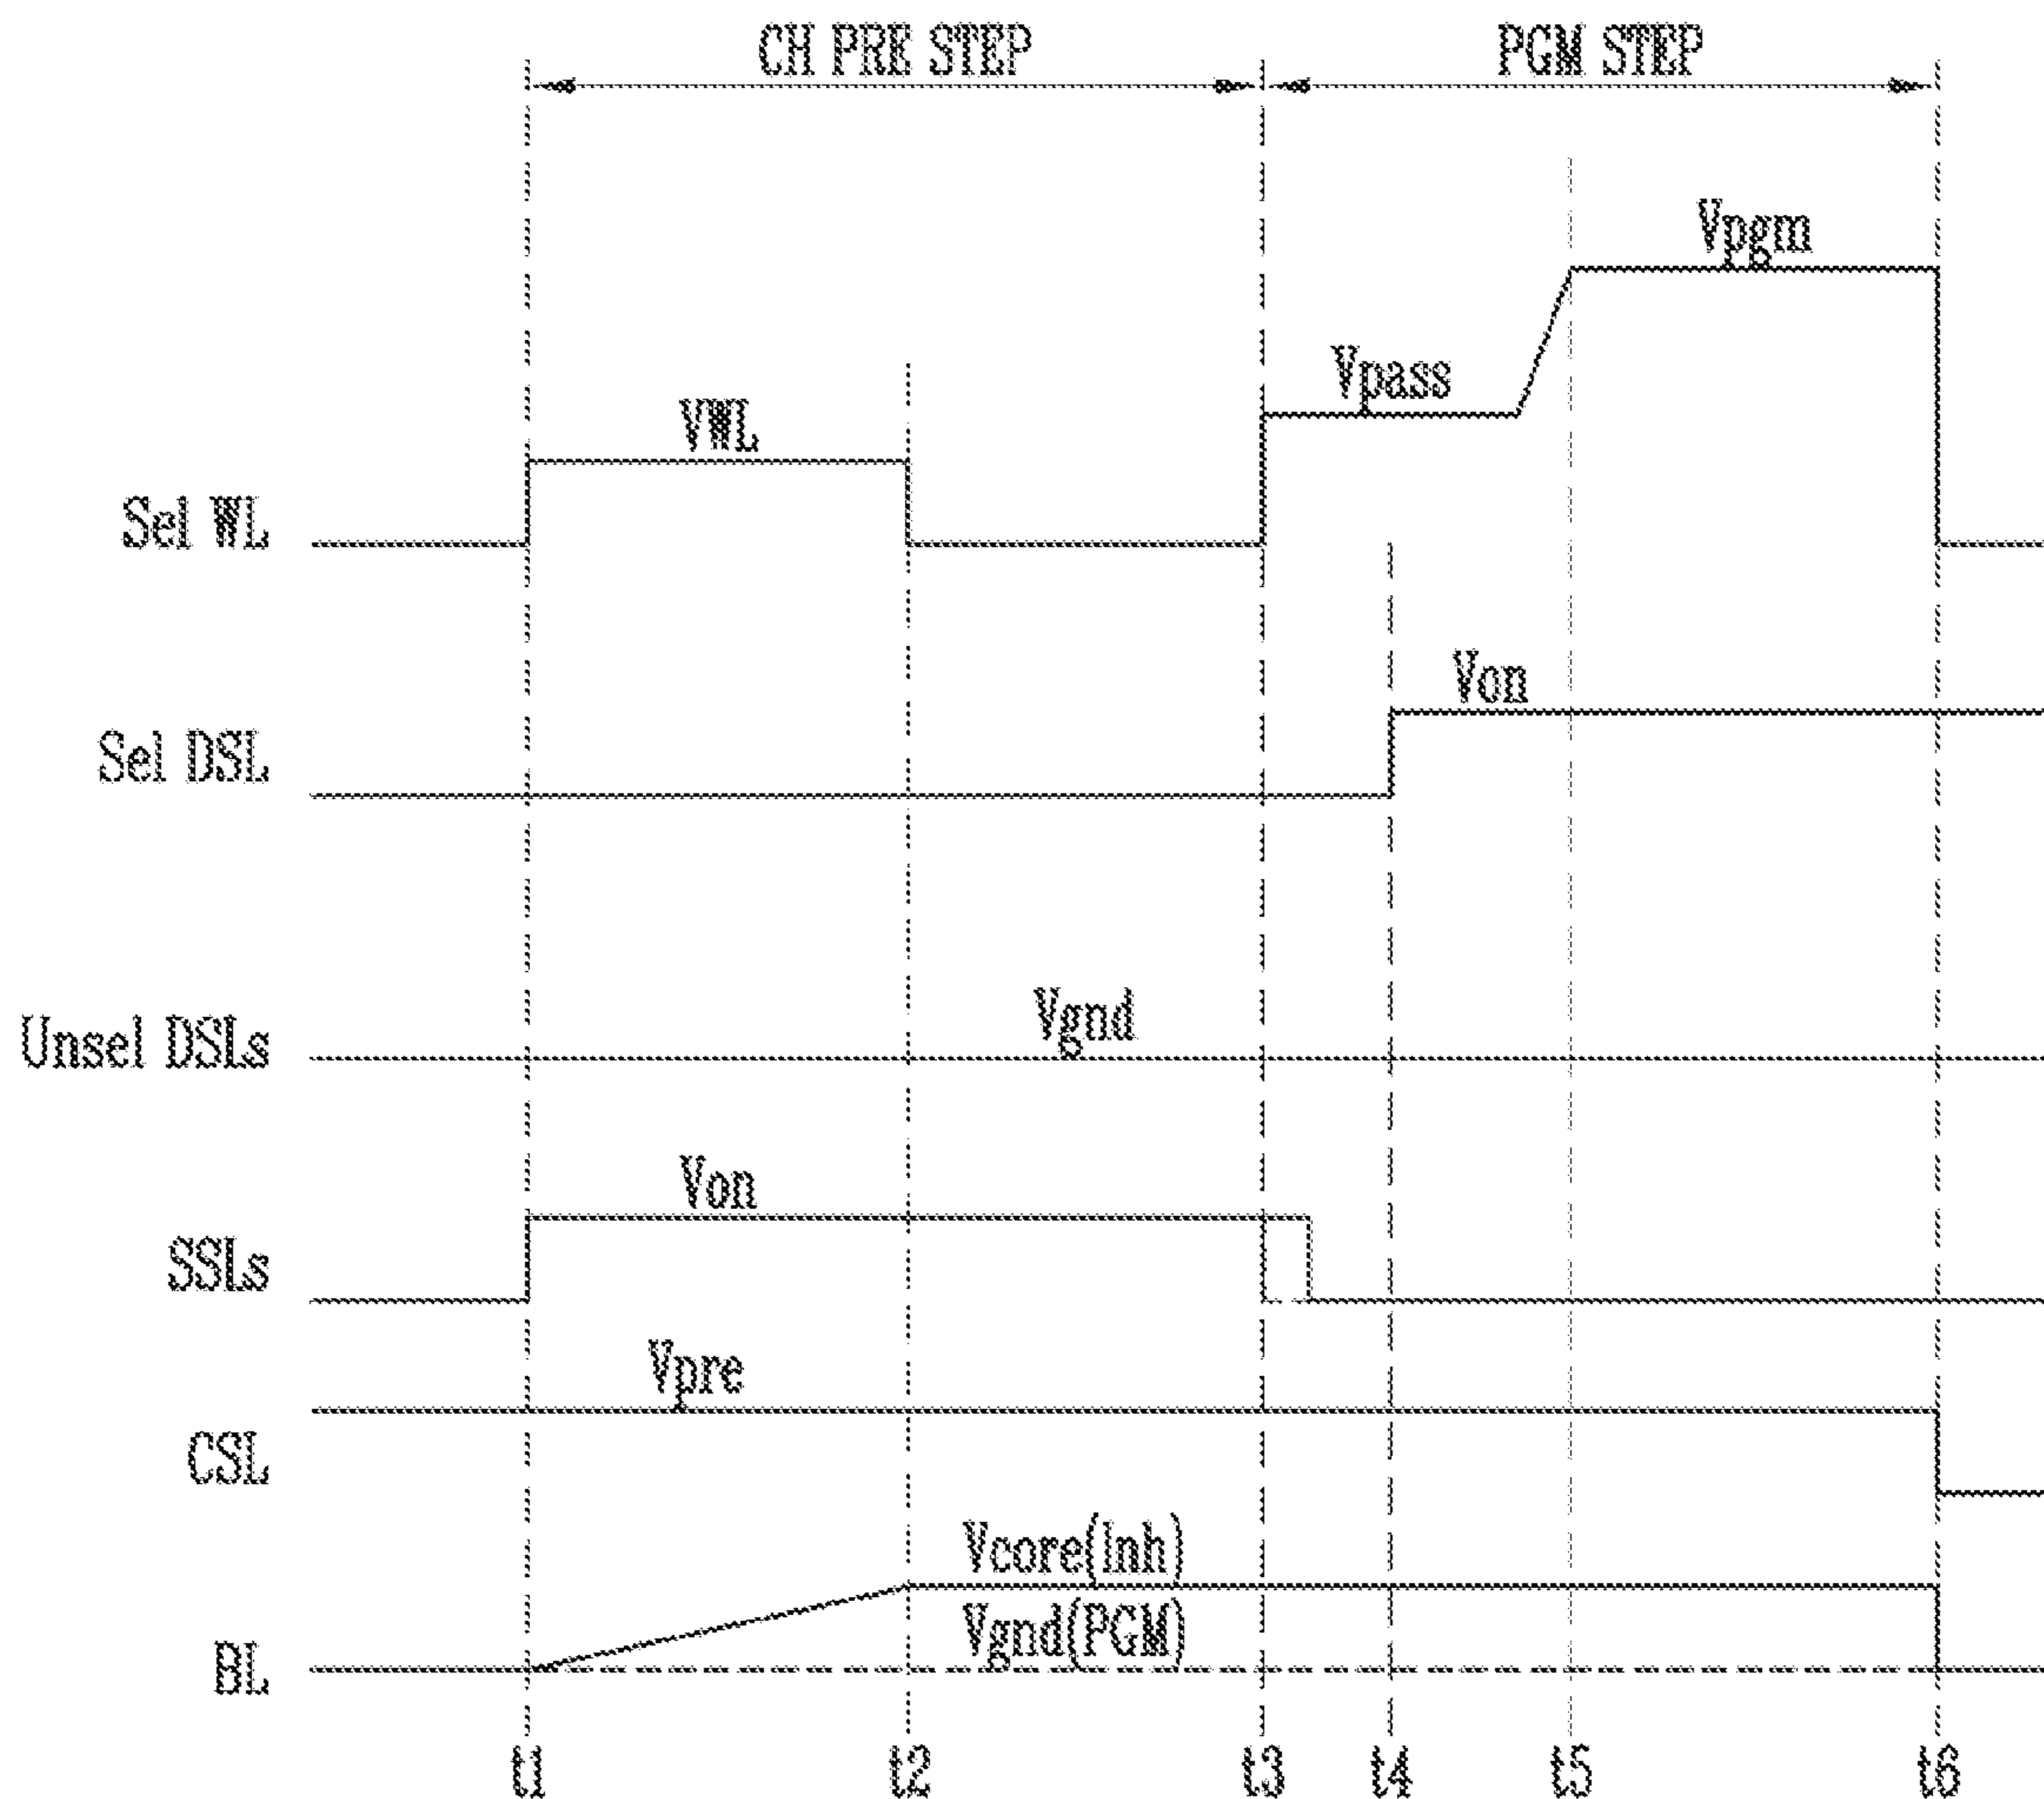 CH PRE STEP
PGM STEP
Vpgm
Vpass
VWL
Sel WL
Von
Sel DSL
Vgnd
Unsel DSLs
Von
SSLs
Vpre
CSL
Vcore(Inh)
Vgnd(PGM)
BL
t1 t2 t3 t4 t5 t6